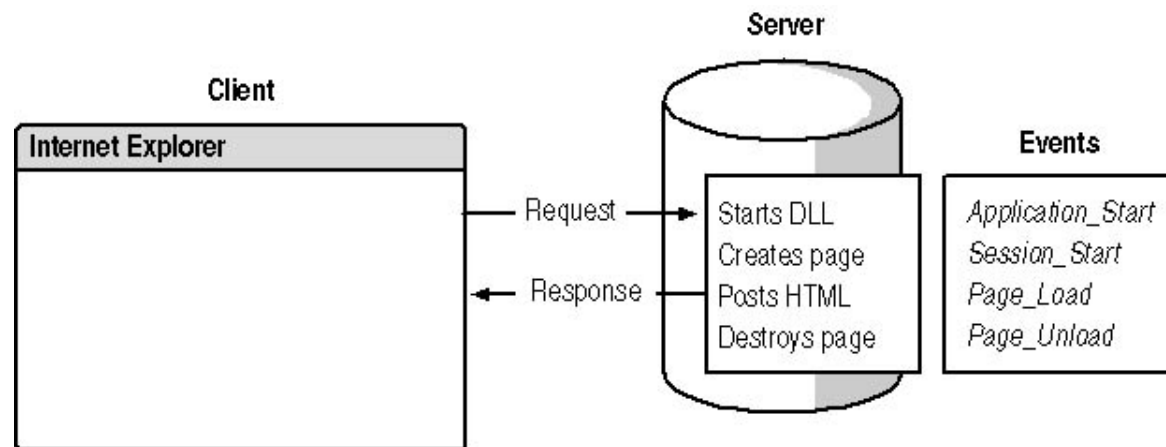 Server
Client
Internet Explorer
Events
Request
Response
Starts DLL
Creates page
Posts HTML
Destroys page
Application_Start
Session_Start
Page_Load
Page_Unload